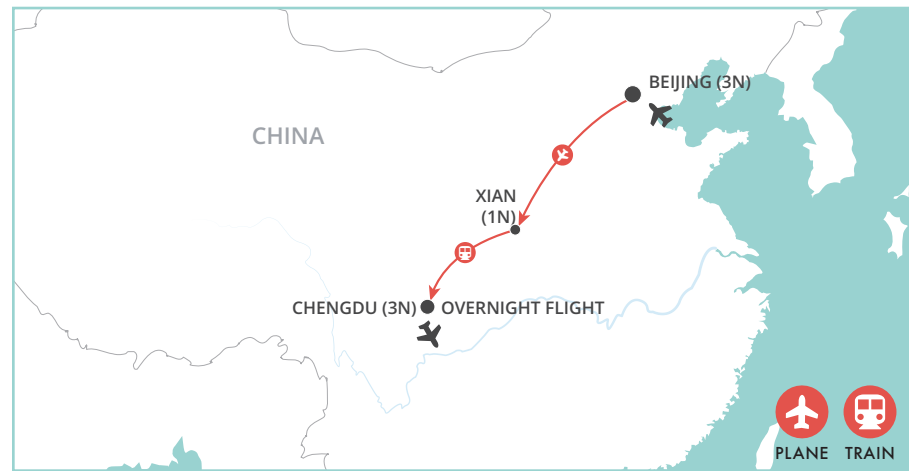 BEIJING (3N)
CHINA
XIAN
(1N)
CHENGDU (3N)
OVERNIGHT FLIGHT
PLANE
TRAIN